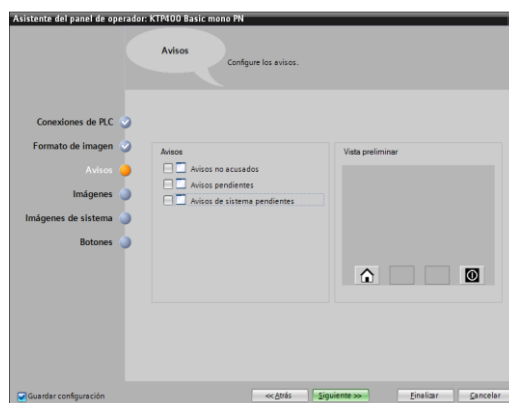 Asistente del panel de operador: KTP400 Basic mono PN
Avisos
Configure los avisos.
Conexiones de PLC
Formato de imagen
Avisos
Imágenes
Imágenes de sistema
Botones
Avisos
Avisos no acusados
Avisos pendientes
Avisos de sistema pendientes
Vista preliminar
Guardar configuración
<< Atrás
Siguiente >>
Finalizar
Cancelar